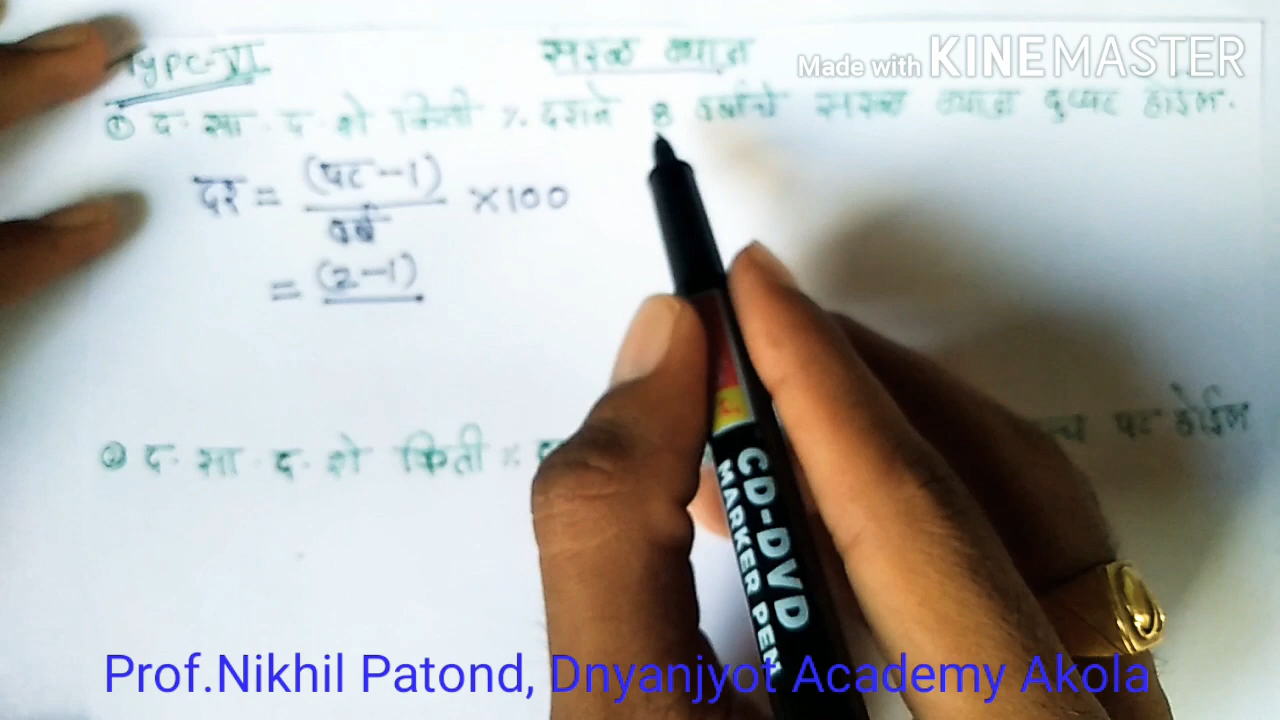 Type-VI
सरळ व्याज
Made with KINEMASTER
① द. सा. द. शे किती % दराने 8 वर्षाचे सरळ व्याज दुप्पट होईल.
दर = (पट - 1) / वर्ष × 100
= (2-1)
② द. सा. द. शे किती % पट होईल
CD-DVD
MARKER PEN
Prof.Nikhil Patond, Dnyanjyot Academy Akola